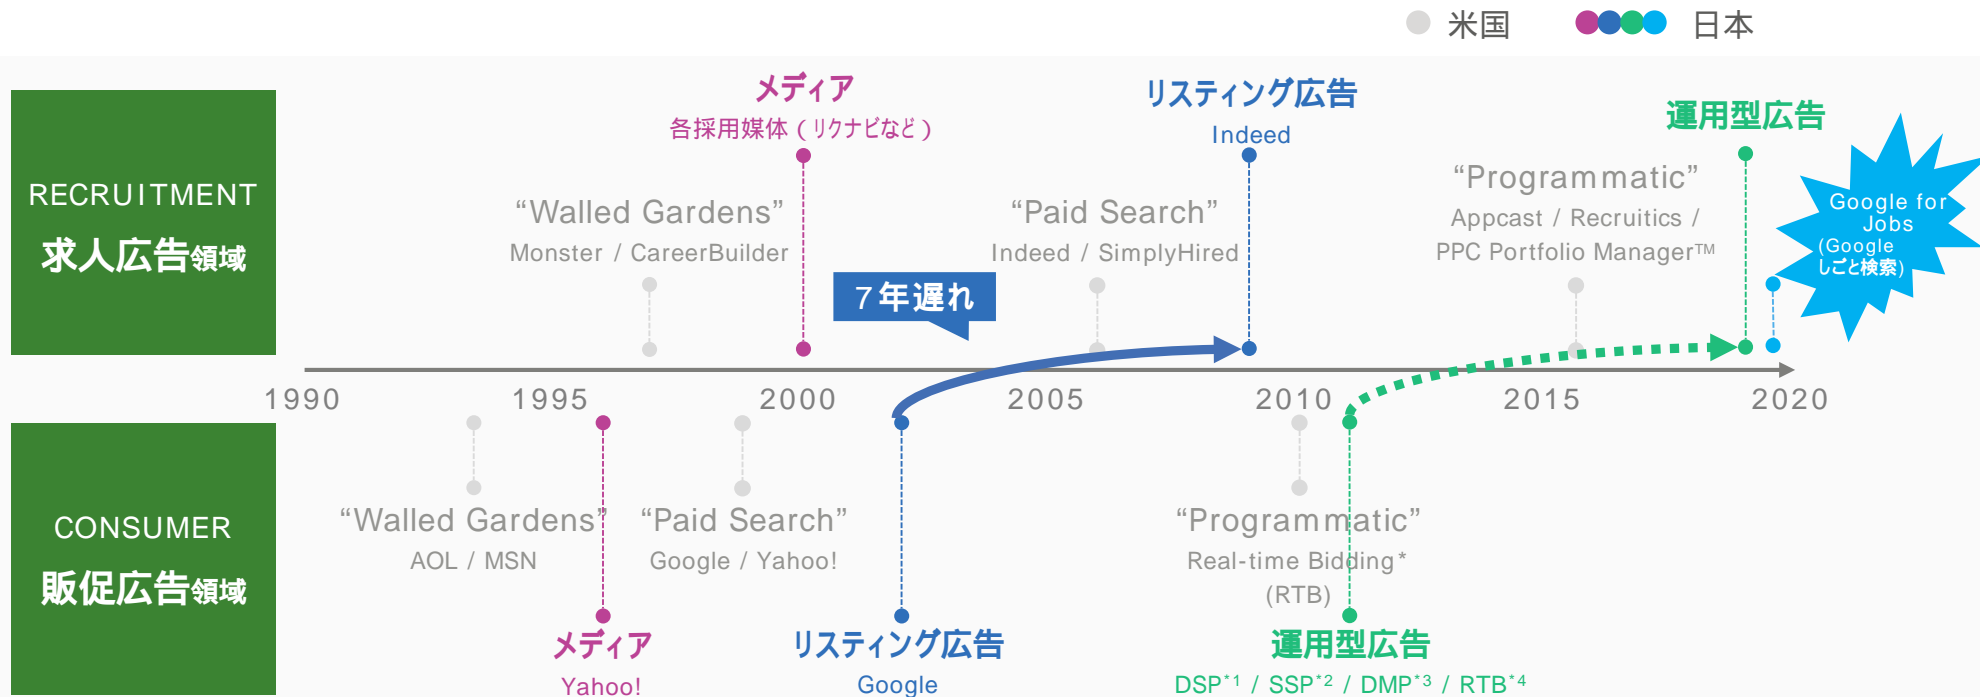 米国
日本
メディア
各採用媒体（リクナビなど）
リスティング広告
Indeed
運用型広告
RECRUITMENT
求人広告領域
“Walled Gardens”
Monster / CareerBuilder
“Paid Search”
Indeed / SimplyHired
“Programmatic”
Appcast / Recruitics /
PPC Portfolio Manager™
Google for
Jobs
(Google
しごと検索)
７年遅れ
1990
1995
2000
2005
2010
2015
2020
CONSUMER
販促広告領域
“Walled Gardens”
AOL / MSN
“Paid Search”
Google / Yahoo!
“Programmatic”
Real-time Bidding*
(RTB)
メディア
Yahoo!
リスティング広告
Google
運用型広告
DSP*1 / SSP*2 / DMP*3 / RTB*4